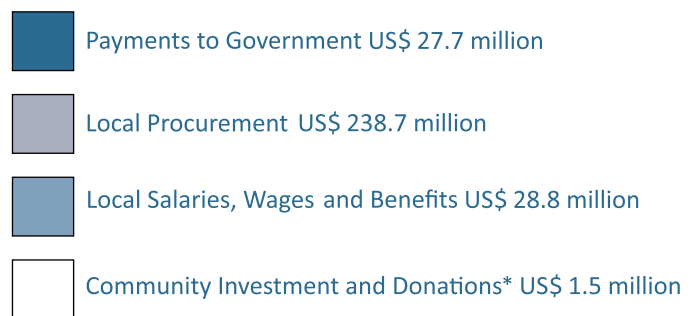 Payments to Government US$ 27.7 million
Local Procurement US$ 238.7 million
Local Salaries, Wages and Benefits US$ 28.8 million
Community Investment and Donations* US$ 1.5 million